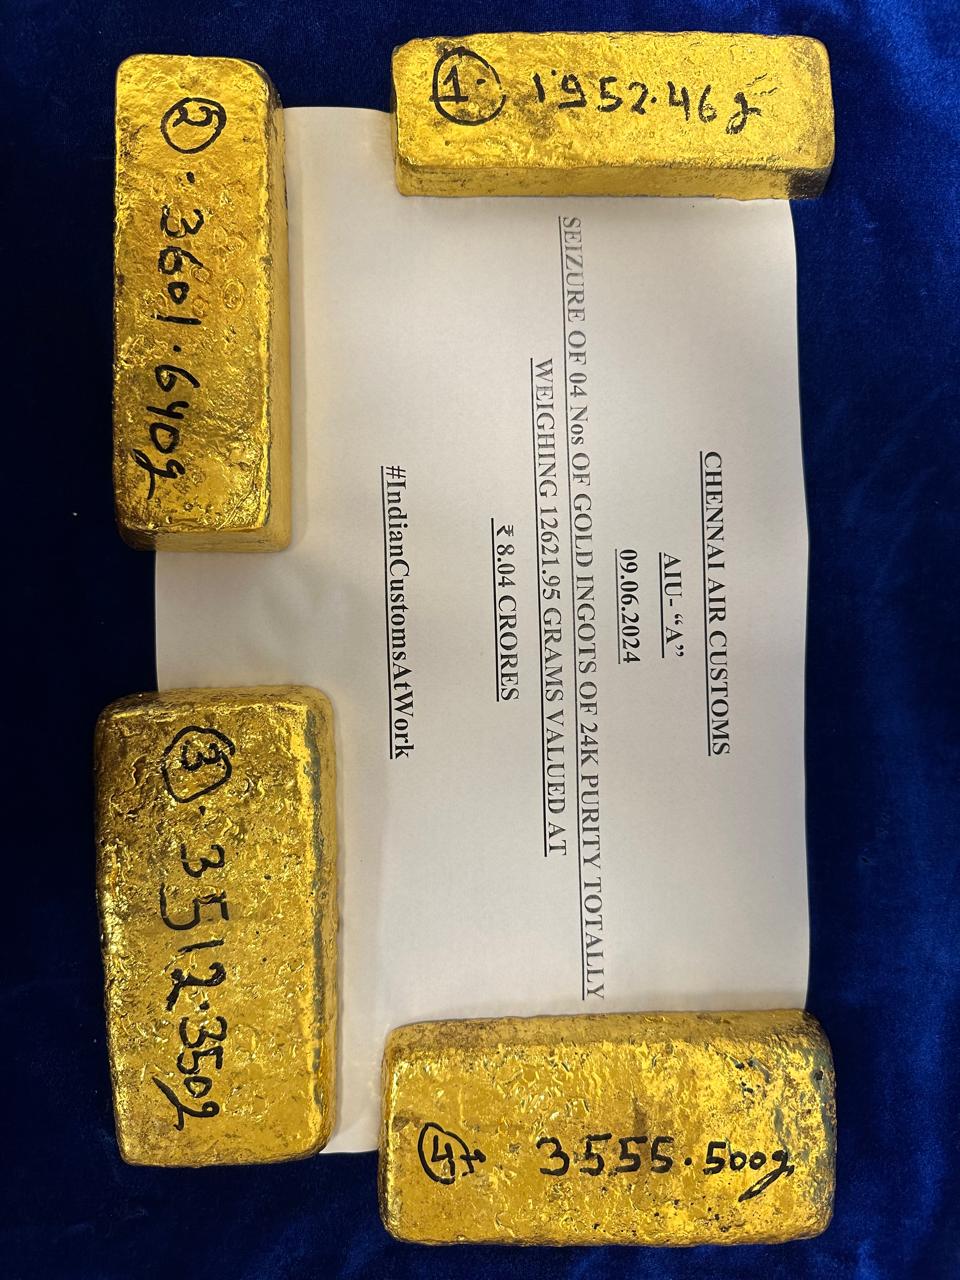 ① 1952.46g
② . 3601.640g
③ . 3512.350g
④ 3555.500g
CHENNAI AIR CUSTOMS
AIU- “A”
09.06.2024
SEIZURE OF 04 Nos OF GOLD INGOTS OF 24K PURITY TOTALLY
WEIGHING 12621.95 GRAMS VALUED AT
₹ 8.04 CRORES
#IndianCustomsAtWork